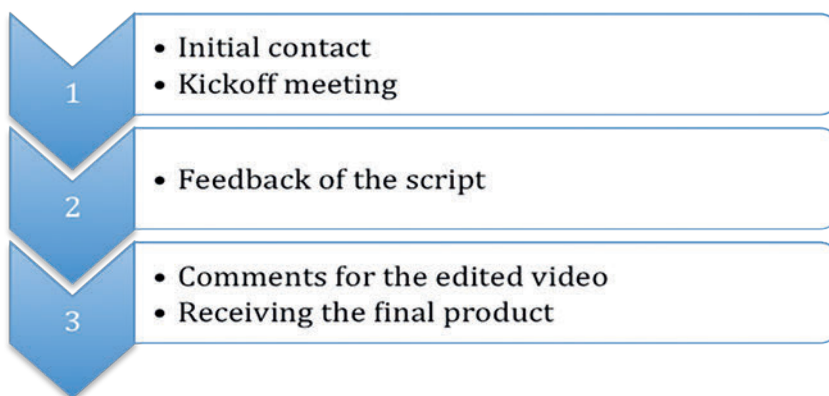 1
• Initial contact
• Kickoff meeting
2
• Feedback of the script
3
• Comments for the edited video
• Receiving the final product